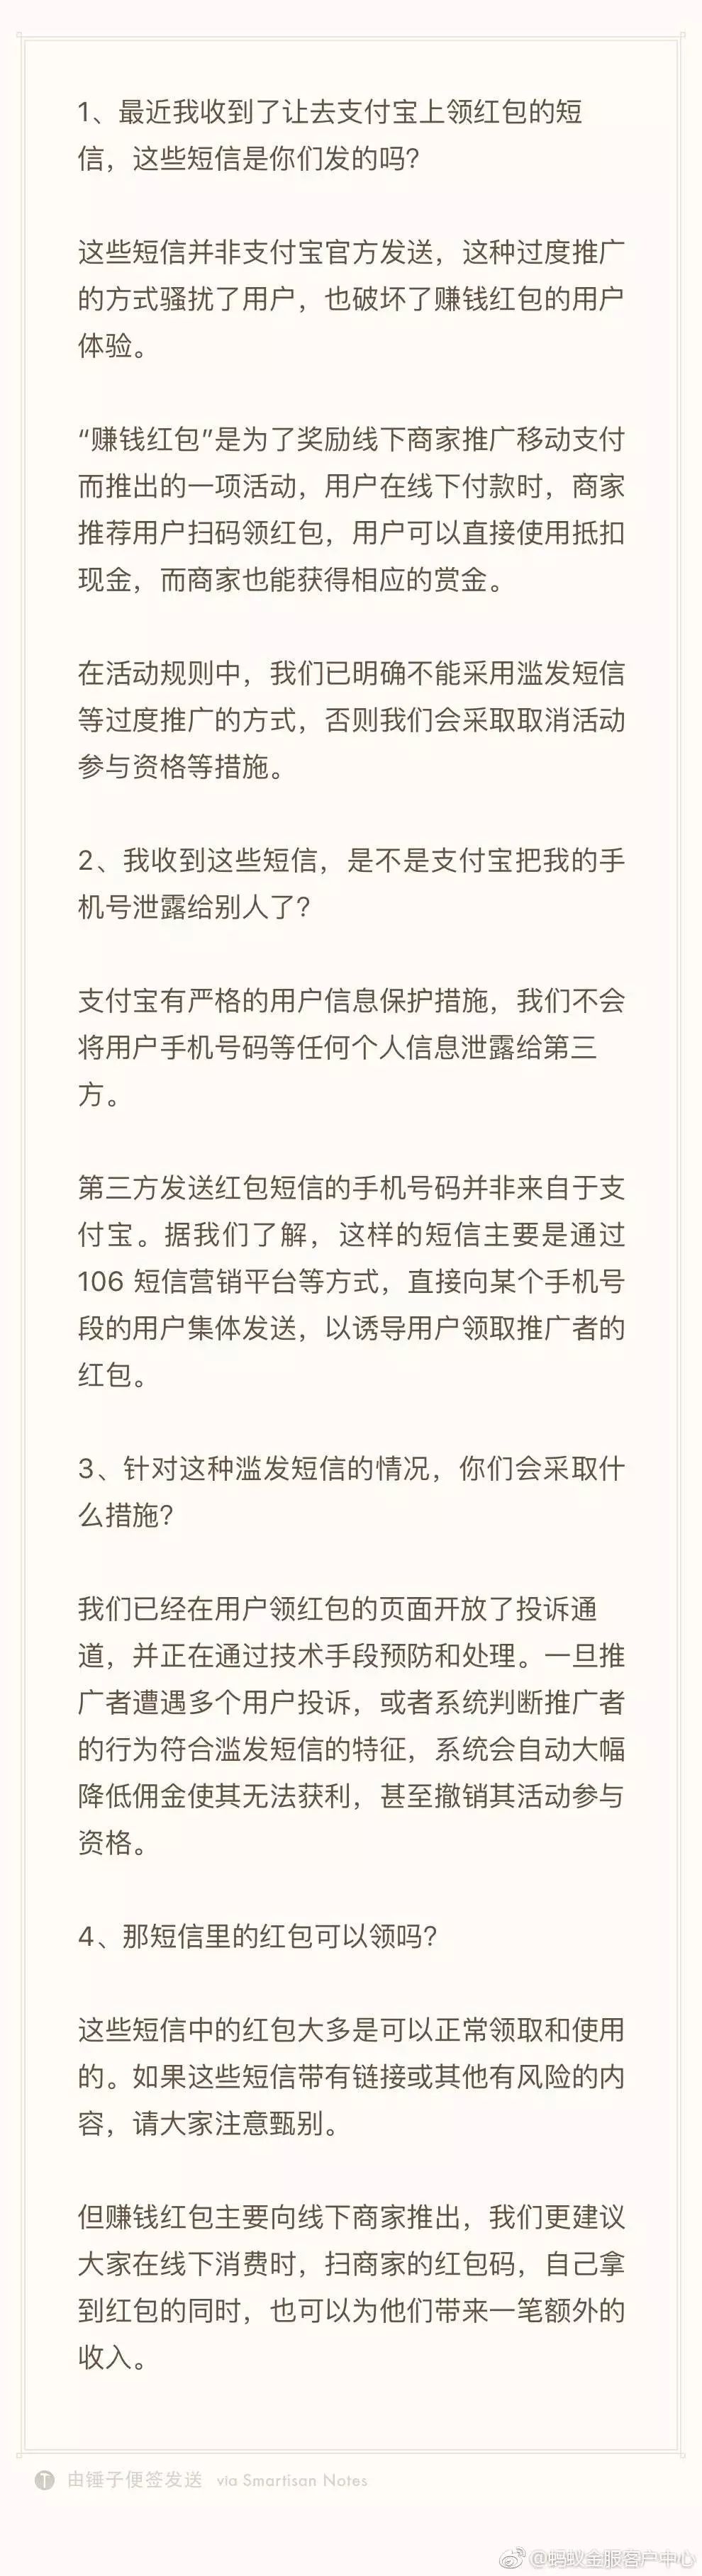 1、最近我收到了让去支付宝上领红包的短
信，这些短信是你们发的吗？
这些短信并非支付宝官方发送，这种过度推广
的方式骚扰了用户，也破坏了赚钱红包的用户
体验。
“赚钱红包”是为了奖励线下商家推广移动支付
而推出的一项活动，用户在线下付款时，商家
推荐用户扫码领红包，用户可以直接使用抵扣
现金，而商家也能获得相应的赏金。
在活动规则中，我们已明确不能采用滥发短信
等过度推广的方式，否则我们会采取取消活动
参与资格等措施。
2、我收到这些短信，是不是支付宝把我的手
机号泄露给别人了？
支付宝有严格的用户信息保护措施，我们不会
将用户手机号码等任何个人信息泄露给第三
方。
第三方发送红包短信的手机号码并非来自于支
付宝。据我们了解，这样的短信主要是通过
106 短信营销平台等方式，直接向某个手机号
段的用户集体发送，以诱导用户领取推广者的
红包。
3、针对这种滥发短信的情况，你们会采取什
么措施？
我们已经在用户领红包的页面开放了投诉通
道，并正在通过技术手段预防和处理。一旦推
广者遭遇多个用户投诉，或者系统判断推广者
的行为符合滥发短信的特征，系统会自动大幅
降低佣金使其无法获利，甚至撤销其活动参与
资格。
4、那短信里的红包可以领吗？
这些短信中的红包大多是可以正常领取和使用
的。如果这些短信带有链接或其他有风险的内
容，请大家注意甄别。
但赚钱红包主要向线下商家推出，我们更建议
大家在线下消费时，扫商家的红包码，自己拿
到红包的同时，也可以为他们带来一笔额外的
收入。
由锤子便签发送 via Smartisan Notes
@蚂蚁金服客户中心